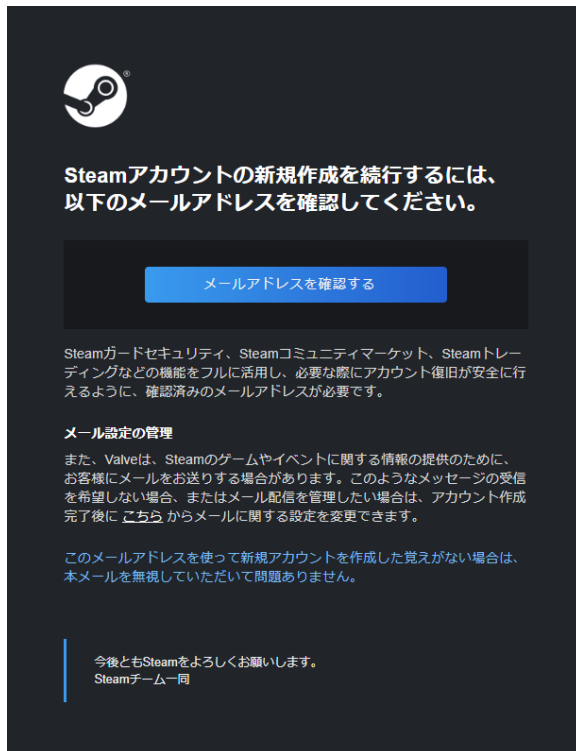 Steamアカウントの新規作成を続行するには、
以下のメールアドレスを確認してください。
メールアドレスを確認する
Steamガードセキュリティ、Steamコミュニティマーケット、Steamトレー
ディングなどの機能をフルに活用し、必要な際にアカウント復旧が安全に行
えるように、確認済みのメールアドレスが必要です。
メール設定の管理
また、Valveは、Steamのゲームやイベントに関する情報の提供のために、
お客様にメールをお送りする場合があります。このようなメッセージの受信
を希望しない場合、またはメール配信を管理したい場合は、アカウント作成
完了後に こちら からメールに関する設定を変更できます。
このメールアドレスを使って新規アカウントを作成した覚えがない場合は、
本メールを無視していただいて問題ありません。
今後ともSteamをよろしくお願いします。
Steamチーム一同